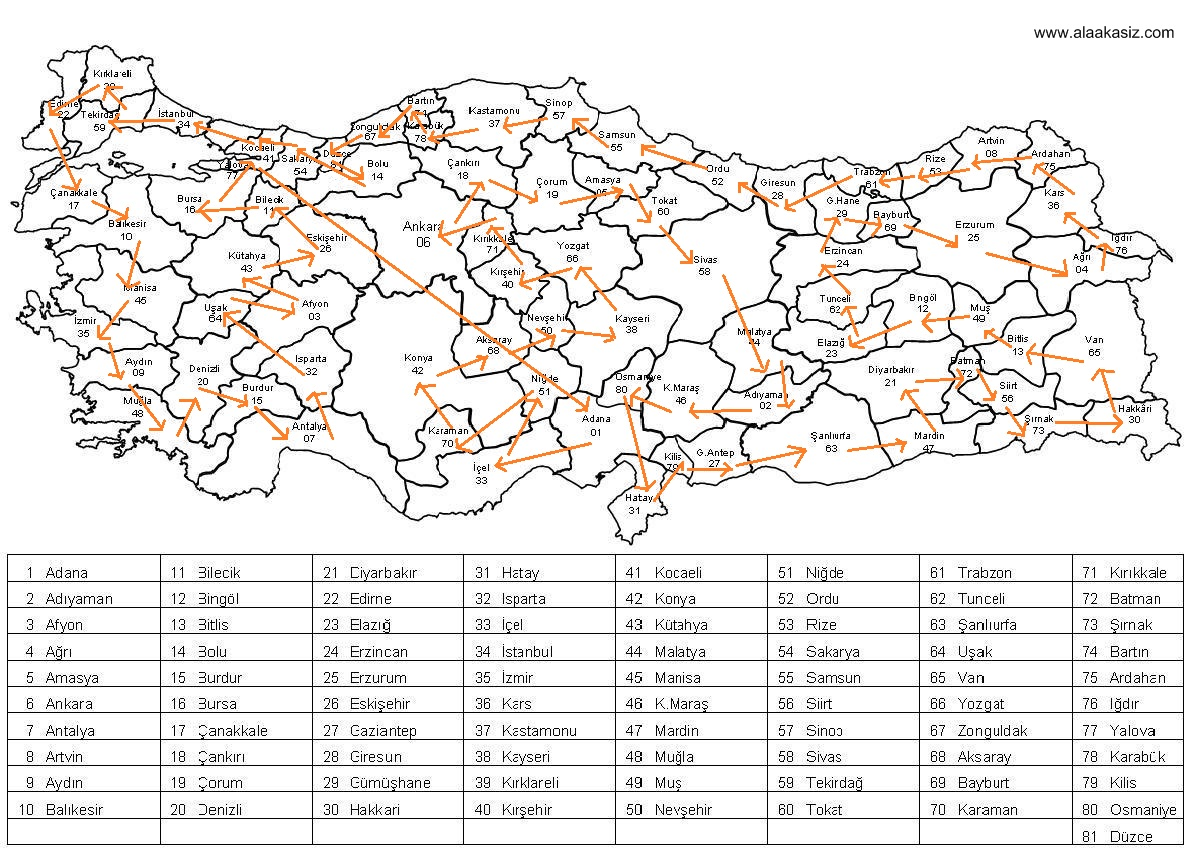 www.alaakasiz.com
Kırklareli
39
Edirne
22
Tekirdağ
59
İstanbul
34
Kocaeli
41
Yalova
77
Sakarya
54
Düzce
81
Zonguldak
67
Bartın
74
Karabük
78
Kastamonu
37
Sinop
57
Samsun
55
Bolu
14
Çankırı
18
Çorum
19
Amasya
05
Ordu
52
Giresun
28
Trabzon
61
Rize
53
Artvin
08
Ardahan
75
Kars
36
Iğdır
76
Çanakkale
17
Balıkesir
10
Bursa
16
Bilecik
11
Eskişehir
26
Ankara
06
Kırıkkale
71
Kırşehir
40
Yozgat
66
Tokat
60
Sivas
58
G.Hane
29
Bayburt
69
Erzincan
24
Erzurum
25
Ağrı
04
Kütahya
43
Manisa
45
İzmir
35
Uşak
64
Afyon
03
Aydın
09
Muğla
48
Denizli
20
Burdur
15
Isparta
32
Antalya
07
Konya
42
Aksaray
68
Nevşehir
50
Kayseri
38
Niğde
51
Karaman
70
İçel
33
Adana
01
Osmaniye
80
Hatay
31
K.Maraş
46
Malatya
44
Adıyaman
02
Kilis
79
G.Antep
27
Şanlıurfa
63
Tunceli
62
Elazığ
23
Bingöl
12
Muş
49
Bitlis
13
Van
65
Diyarbakır
21
Batman
72
Siirt
56
Mardin
47
Şırnak
73
Hakkâri
30
1 Adana 11 Bilecik 21 Diyarbakır 31 Hatay 41 Kocaeli 51 Niğde 61 Trabzon 71 Kırıkkale
2 Adıyaman 12 Bingöl 22 Edirne 32 Isparta 42 Konya 52 Ordu 62 Tunceli 72 Batman
3 Afyon 13 Bitlis 23 Elazığ 33 İçel 43 Kütahya 53 Rize 63 Şanlıurfa 73 Şırnak
4 Ağrı 14 Bolu 24 Erzincan 34 İstanbul 44 Malatya 54 Sakarya 64 Uşak 74 Bartın
5 Amasya 15 Burdur 25 Erzurum 35 İzmir 45 Manisa 55 Samsun 65 Van 75 Ardahan
6 Ankara 16 Bursa 26 Eskişehir 36 Kars 46 K.Maraş 56 Siirt 66 Yozgat 76 Iğdır
7 Antalya 17 Çanakkale 27 Gaziantep 37 Kastamonu 47 Mardin 57 Sinop 67 Zonguldak 77 Yalova
8 Artvin 18 Çankırı 28 Giresun 38 Kayseri 48 Muğla 58 Sivas 68 Aksaray 78 Karabük
9 Aydın 19 Çorum 29 Gümüşhane 39 Kırklareli 49 Muş 59 Tekirdağ 69 Bayburt 79 Kilis
10 Balıkesir 20 Denizli 30 Hakkari 40 Kırşehir 50 Nevşehir 60 Tokat 70 Karaman 80 Osmaniye
81 Düzce